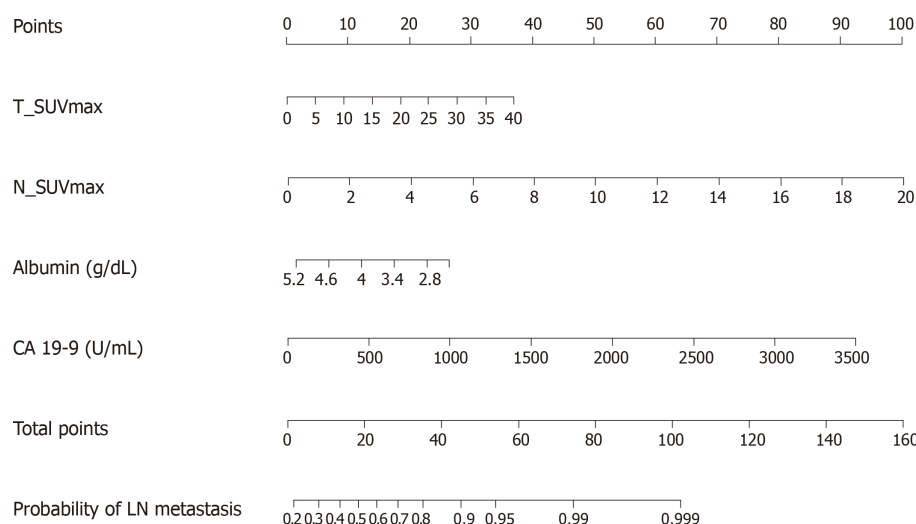 Points 0 10 20 30 40 50 60 70 80 90 100
T_SUVmax 0 5 10 15 20 25 30 35 40
N_SUVmax 0 2 4 6 8 10 12 14 16 18 20
Albumin (g/dL) 5.2 4.6 4 3.4 2.8
CA 19-9 (U/mL) 0 500 1000 1500 2000 2500 3000 3500
Total points 0 20 40 60 80 100 120 140 160
Probability of LN metastasis 0.2 0.3 0.4 0.5 0.6 0.7 0.8 0.9 0.95 0.99 0.999